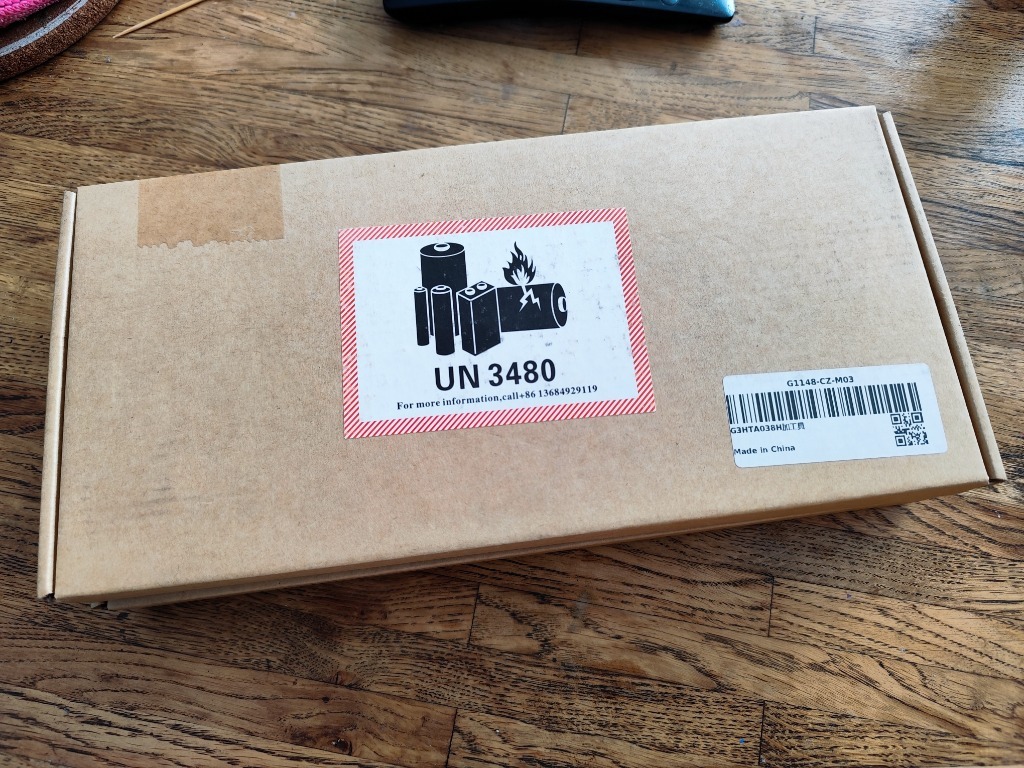 UN 3480
For more information,call+86 13684929119
G1148-CZ-M03
G3HTA038H加工具
Made in China